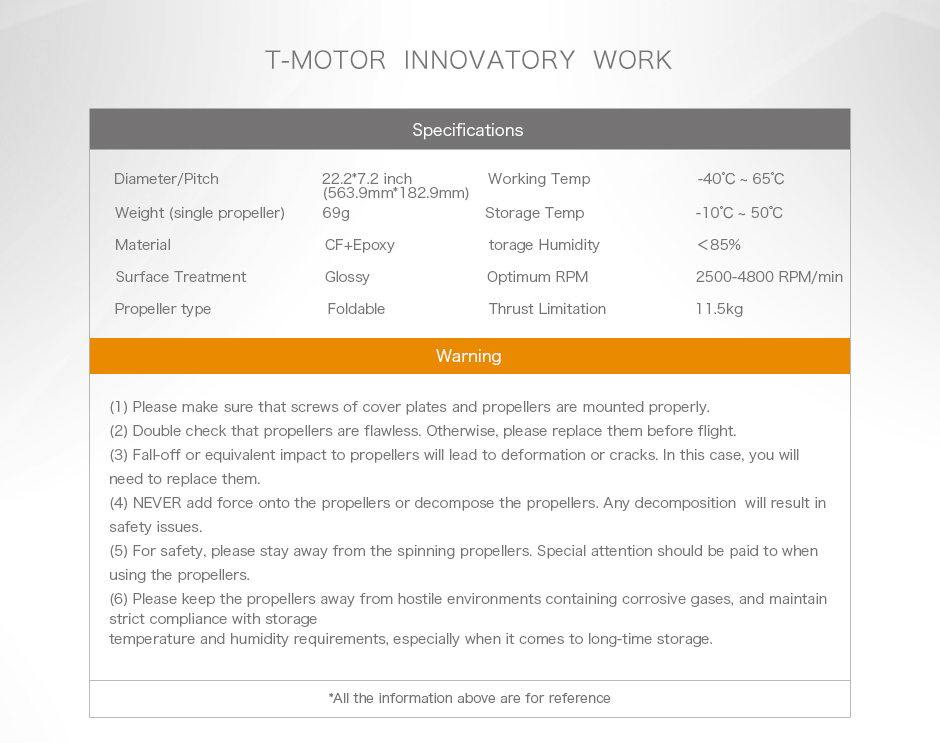 T-MOTOR INNOVATORY WORK
Specifications
Diameter/Pitch 22.2*7.2 inch Working Temp -40℃ ~ 65℃
(563.9mm*182.9mm)
Weight (single propeller) 69g Storage Temp -10℃ ~ 50℃
Material CF+Epoxy torage Humidity ＜85%
Surface Treatment Glossy Optimum RPM 2500-4800 RPM/min
Propeller type Foldable Thrust Limitation 11.5kg
Warning
(1) Please make sure that screws of cover plates and propellers are mounted properly.
(2) Double check that propellers are flawless. Otherwise, please replace them before flight.
(3) Fall-off or equivalent impact to propellers will lead to deformation or cracks. In this case, you will
need to replace them.
(4) NEVER add force onto the propellers or decompose the propellers. Any decomposition will result in
safety issues.
(5) For safety, please stay away from the spinning propellers. Special attention should be paid to when
using the propellers.
(6) Please keep the propellers away from hostile environments containing corrosive gases, and maintain
strict compliance with storage
temperature and humidity requirements, especially when it comes to long-time storage.
*All the information above are for reference